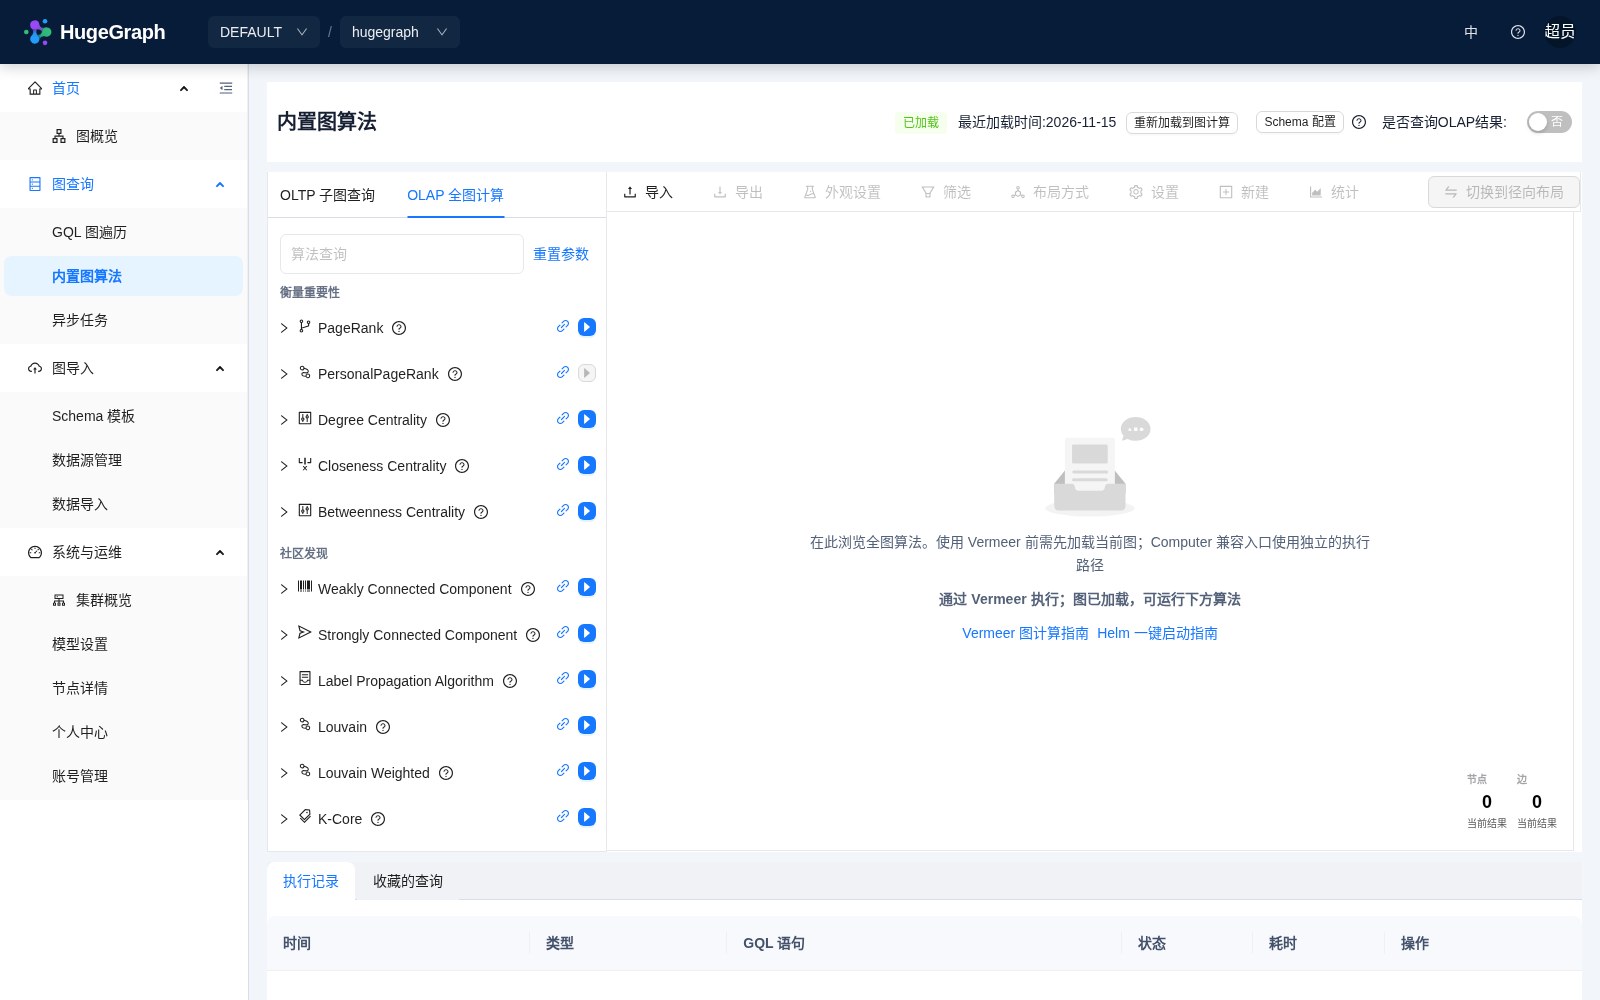 HugeGraph
DEFAULT / hugegraph
中
超员
首页
图概览
图查询
GQL 图遍历
内置图算法
异步任务
图导入
Schema 模板
数据源管理
数据导入
系统与运维
集群概览
模型设置
节点详情
个人中心
账号管理
内置图算法
已加载 最近加载时间:2026-11-15 重新加载到图计算 Schema 配置 是否查询OLAP结果: 否
OLTP 子图查询 OLAP 全图计算
算法查询 重置参数
衡量重要性
PageRank
PersonalPageRank
Degree Centrality
Closeness Centrality
Betweenness Centrality
社区发现
Weakly Connected Component
Strongly Connected Component
Label Propagation Algorithm
Louvain
Louvain Weighted
K-Core
导入 导出 外观设置 筛选 布局方式 设置 新建 统计 切换到径向布局
在此浏览全图算法。使用 Vermeer 前需先加载当前图；Computer 兼容入口使用独立的执行
路径
通过 Vermeer 执行；图已加载，可运行下方算法
Vermeer 图计算指南 Helm 一键启动指南
节点 边
0 0
当前结果 当前结果
执行记录 收藏的查询
时间 类型 GQL 语句 状态 耗时 操作